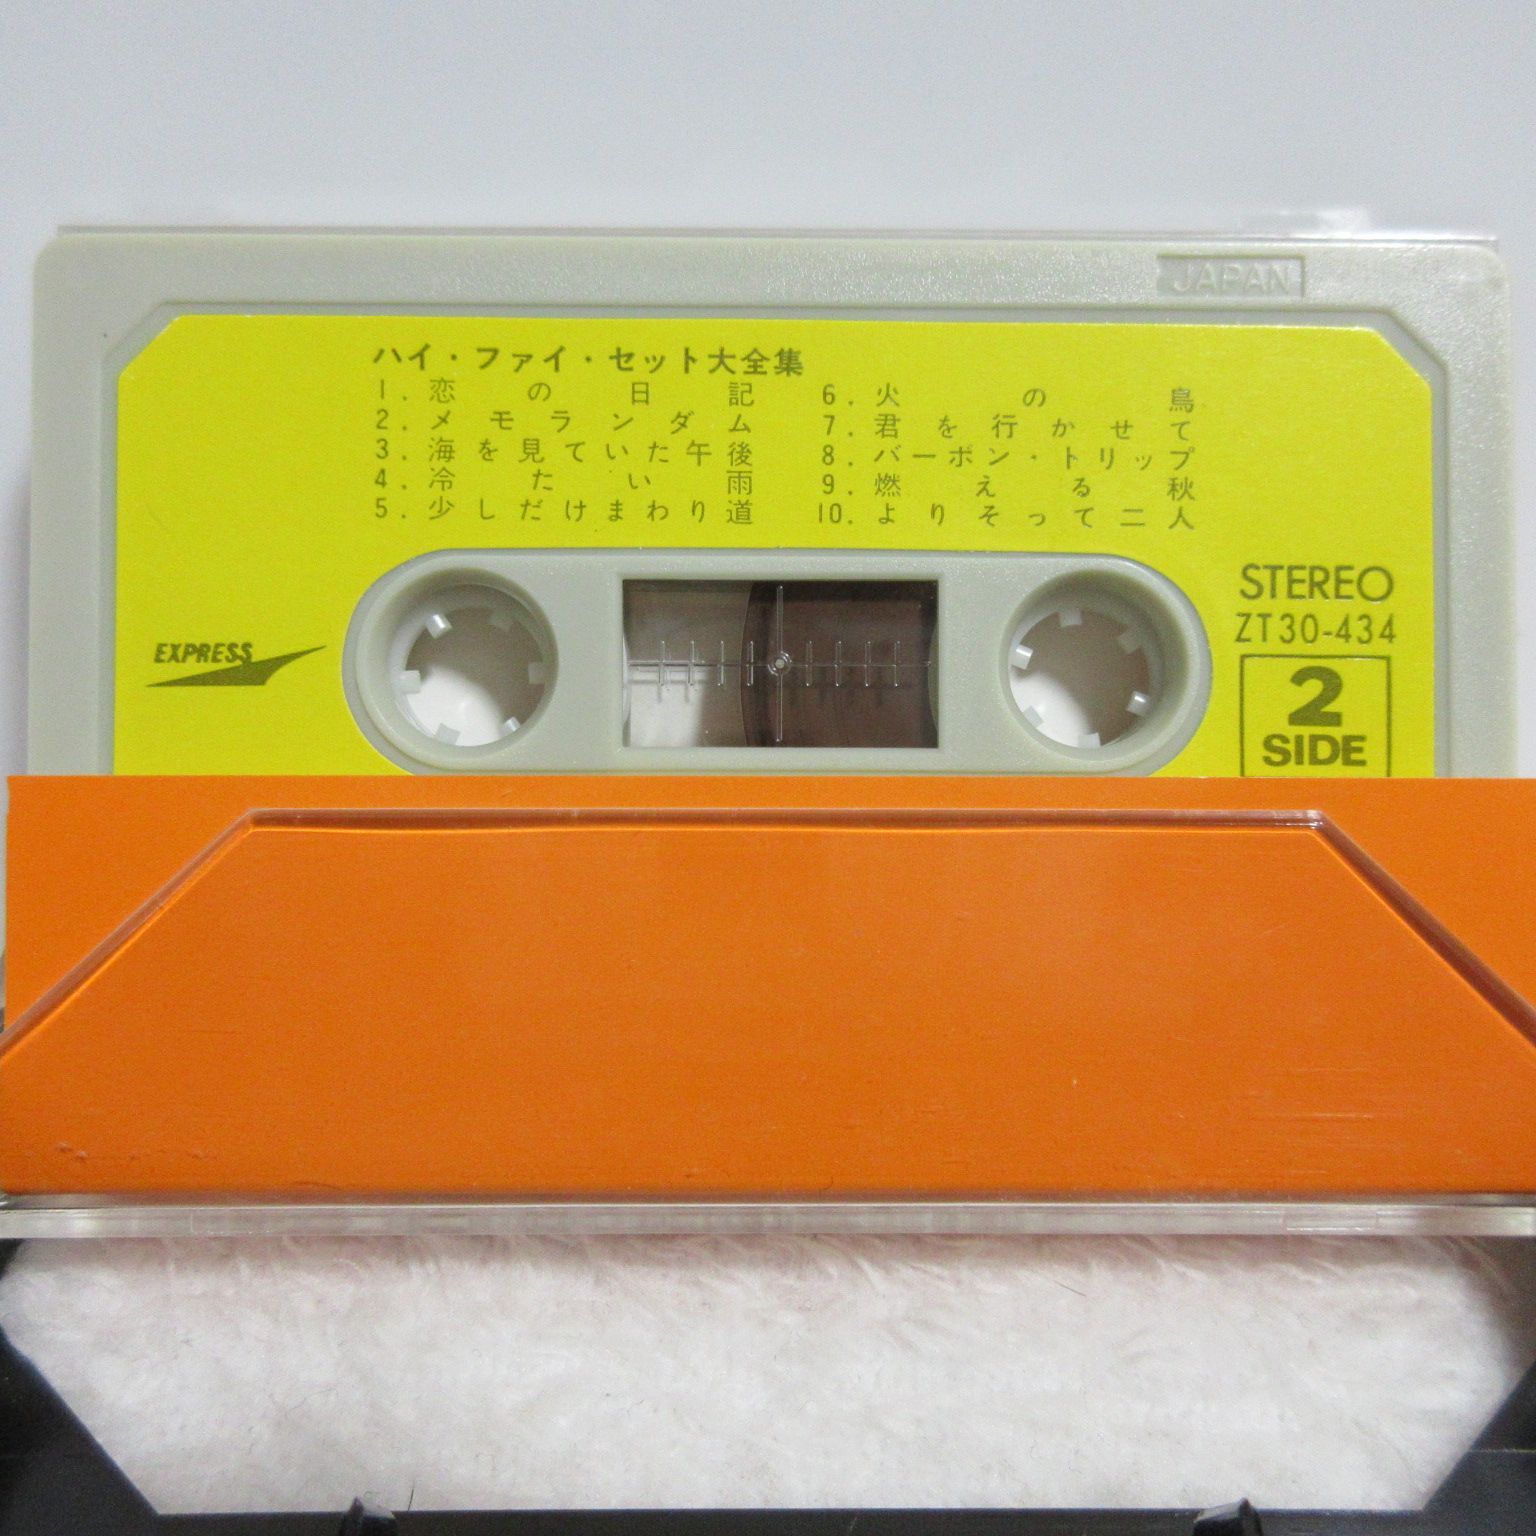 JAPAN
ハイ・ファイ・セット大全集
1. 恋の日記
2. メモランダム
3. 海を見ていた午後
4. 冷たい雨
5. 少しだけまわり道
6. 火の鳥
7. 君を行かせて
8. バーボン・トリップ
9. 燃える秋
10. よりそって二人
EXPRESS
STEREO
ZT30-434
2
SIDE